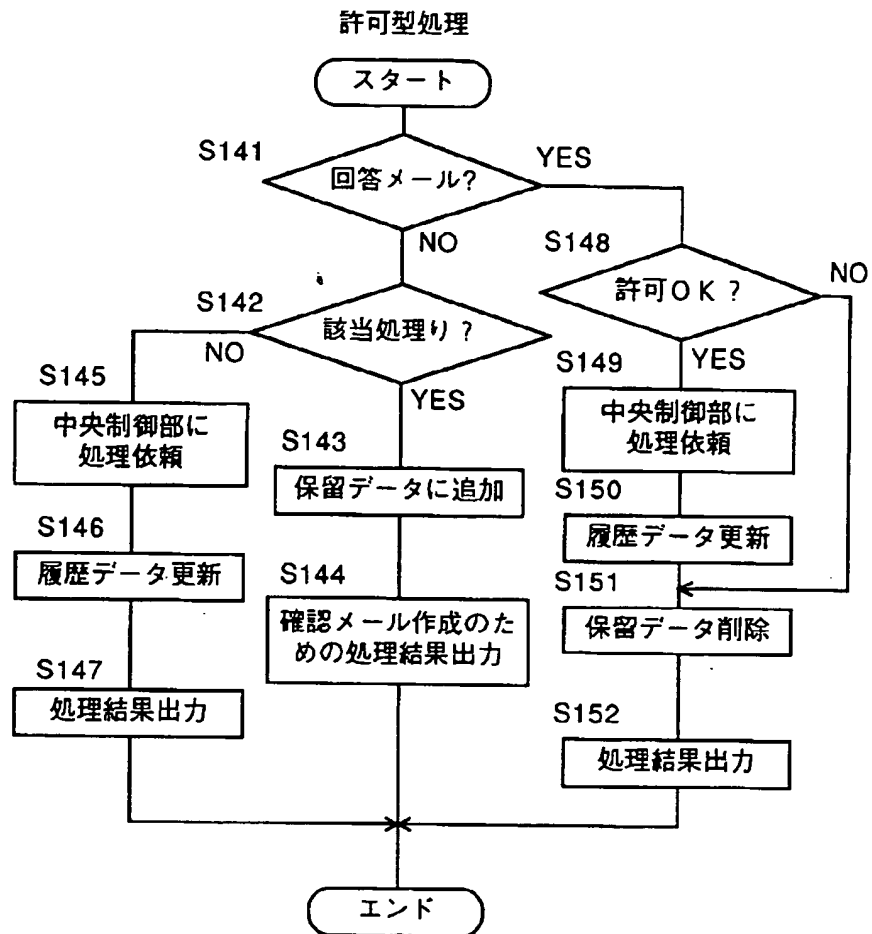 許可型処理
スタート
S141
回答メール?
YES
NO
S142
該当処理り?
NO
YES
S148
許可OK?
NO
YES
S145
中央制御部に
処理依頼
S146
履歴データ更新
S147
処理結果出力
S143
保留データに追加
S144
確認メール作成のた
めの処理結果出力
S149
中央制御部に
処理依頼
S150
履歴データ更新
S151
保留データ削除
S152
処理結果出力
エンド